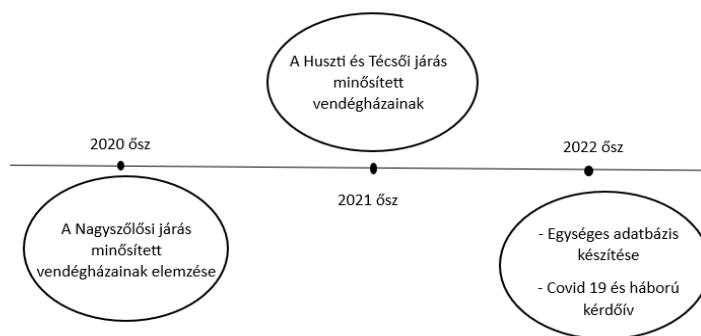 A Huszti és Técsői járás
minősített
vendégházainak
2020 ősz
2022 ősz
2021 ősz
A Nagyszőlősi járás
minősített
vendégházainak elemzése
- Egységes adatbázis
készítése
- Covid 19 és háború
kérdőív